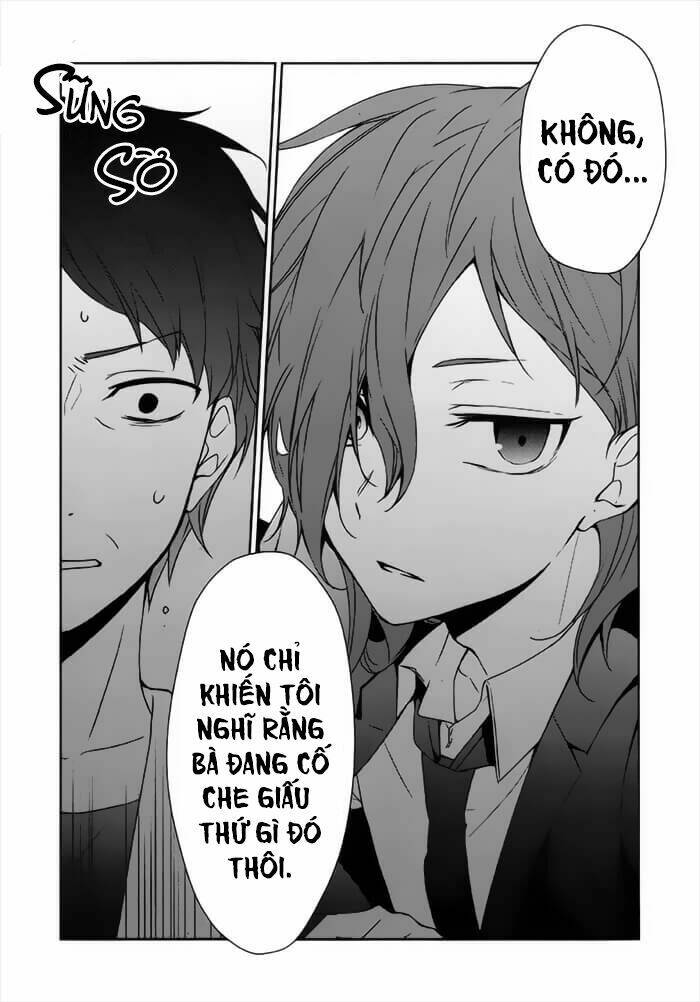 KHÔNG,
CÓ ĐÓ...
SỮNG
SỜ
NÓ CHỈ
KHIẾN TÔI
NGHĨ RẰNG
BÀ ĐANG CỐ
CHE GIẤU
THỨ GÌ ĐÓ
THÔI.